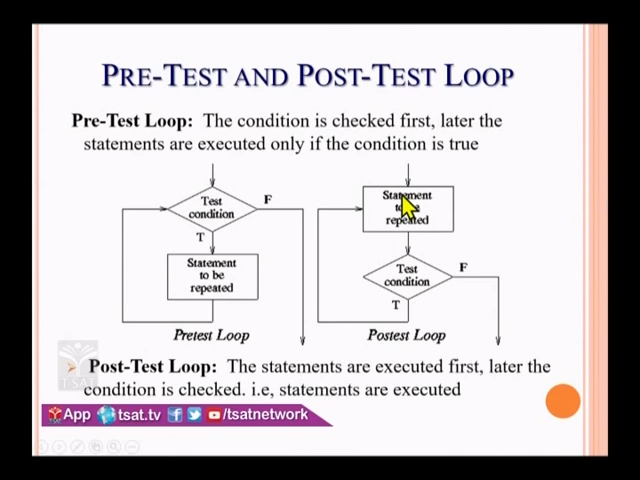 PRE-TEST AND POST-TEST LOOP
Pre-Test Loop: The condition is checked first, later the
statements are executed only if the condition is true
Test
condition
F
T
Statement
to be
repeated
Pretest Loop
Statement
to be
repeated
Test
condition
F
T
Postest Loop
Post-Test Loop: The statements are executed first, later the
condition is checked. i.e, statements are executed
T SAT
App tsat.tv /tsatnetwork